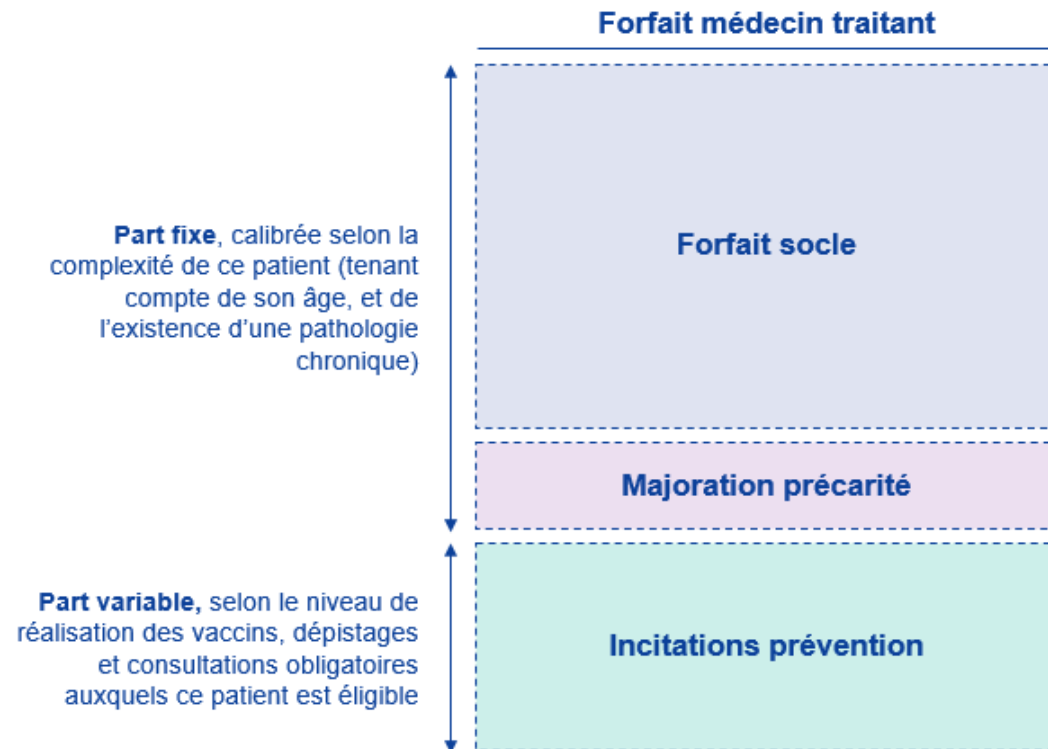 Forfait médecin traitant
Part fixe, calibrée selon la
complexité de ce patient (tenant
compte de son âge, et de
l'existence d'une pathologie
chronique)
Forfait socle
Majoration précarité
Part variable, selon le niveau de
réalisation des vaccins, dépistages
et consultations obligatoires
auxquels ce patient est éligible
Incitations prévention